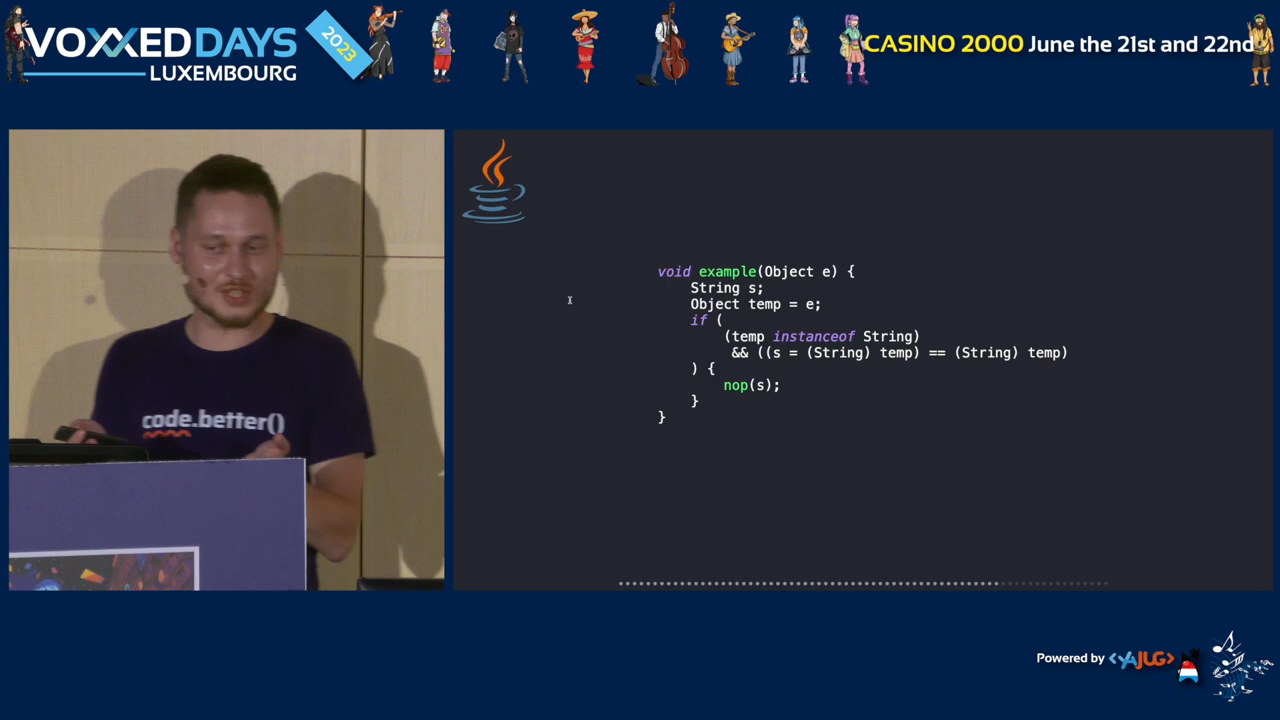 VOXXEDDAYS
LUXEMBOURG
2023
CASINO 2000 June the 21st and 22nd
code.better()
void example(Object e) {
String s;
Object temp = e;
if (
(temp instanceof String)
&& ((s = (String) temp) == (String) temp)
) {
nop(s);
}
}
Powered by <YAJUG>